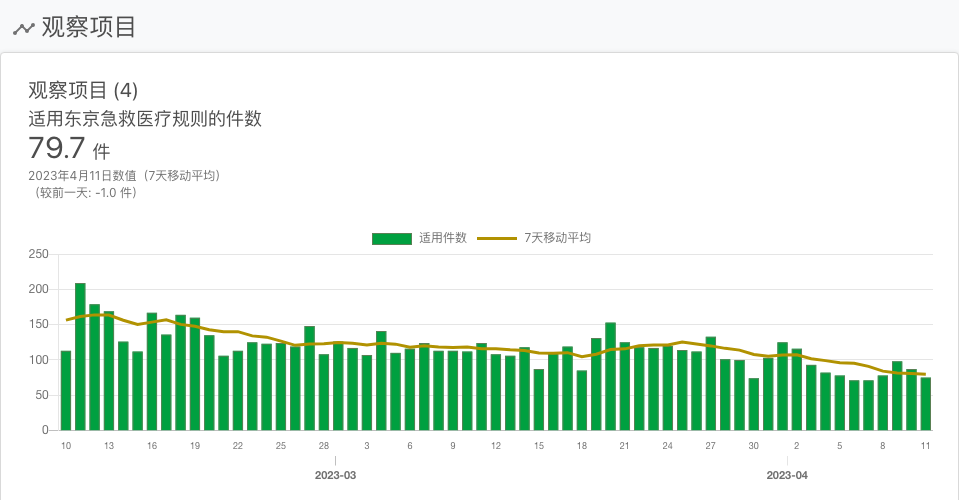 观察项目
观察项目 (4)
适用东京急救医疗规则的件数
79.7 件
2023年4月11日数值（7天移动平均）
（较前一天: -1.0 件）
适用件数 7天移动平均
250
200
150
100
50
0
10 13 16 19 22 25 28 3 6 9 12 15 18 21 24 27 30 2 5 8 11
2023-03 2023-04